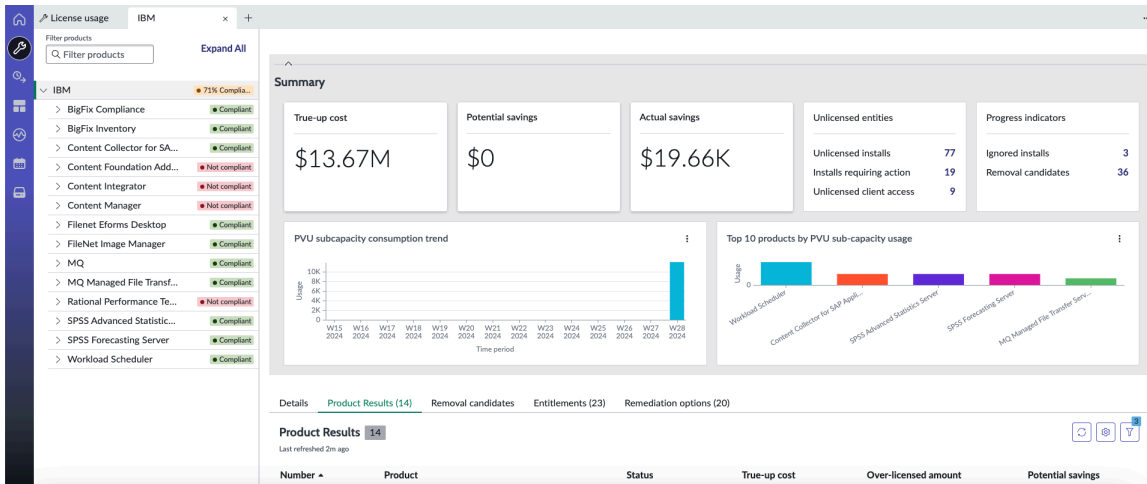 License usage
IBM
Filter products
Filter products
Expand All
IBM
71% Complia...
BigFix Compliance
Compliant
BigFix Inventory
Compliant
Content Collector for SA...
Compliant
Content Foundation Add...
Not compliant
Content Integrator
Not compliant
Content Manager
Not compliant
Filenet Eforms Desktop
Compliant
FileNet Image Manager
Compliant
MQ
Compliant
MQ Managed File Transf...
Compliant
Rational Performance Te...
Not compliant
SPSS Advanced Statistic...
Compliant
SPSS Forecasting Server
Compliant
Workload Scheduler
Compliant
Summary
True-up cost
$13.67M
Potential savings
$0
Actual savings
$19.66K
Unlicensed entities
Unlicensed installs 77
Installs requiring action 19
Unlicensed client access 9
Progress indicators
Ignored installs 3
Removal candidates 36
PVU subcapacity consumption trend
Usage
10K
8K
6K
4K
2K
0
W15 2024
W16 2024
W17 2024
W18 2024
W19 2024
W20 2024
W21 2024
W22 2024
W23 2024
W24 2024
W25 2024
W26 2024
W27 2024
W28 2024
Time period
Top 10 products by PVU sub-capacity usage
Usage
0
Workload Scheduler
Content Collector for SAP Appli...
SPSS Advanced Statistics Server
SPSS Forecasting Server
MQ Managed File Transfer Serv...
Details
Product Results (14)
Removal candidates
Entitlements (23)
Remediation options (20)
Product Results 14
Last refreshed 2m ago
3
Number
Product
Status
True-up cost
Over-licensed amount
Potential savings